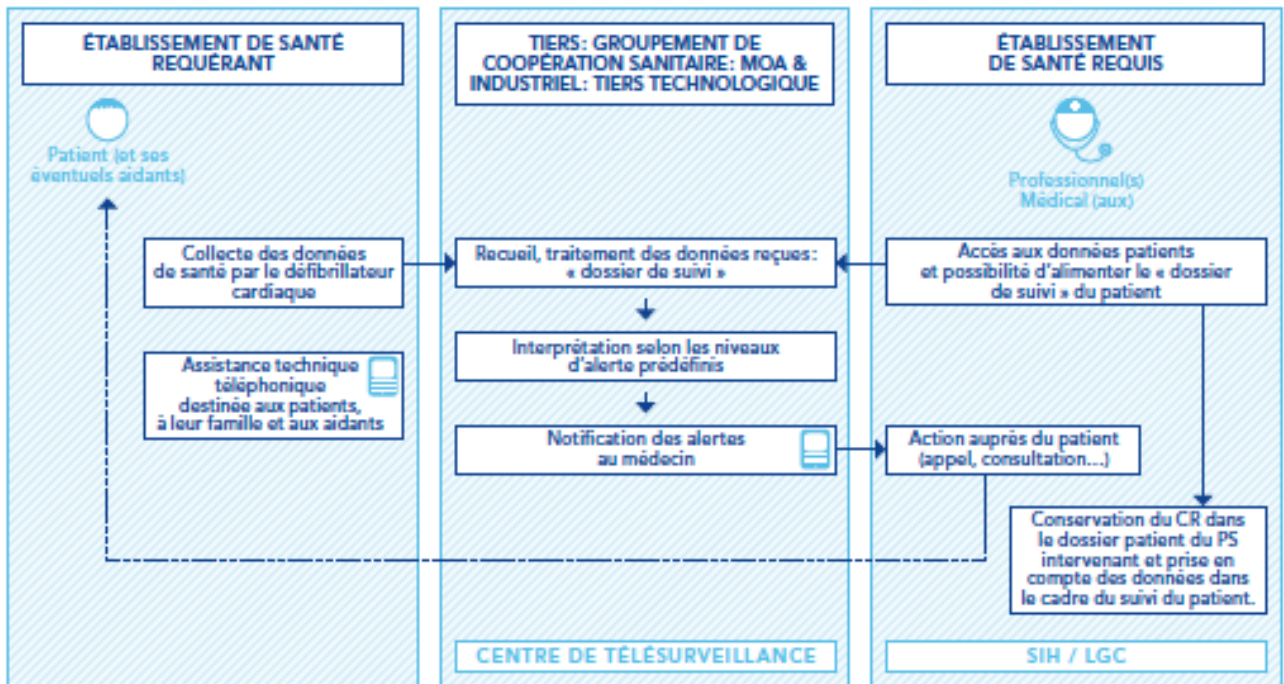 ÉTABLISSEMENT DE SANTÉ
REQUÉRANT
Patient (et ses
éventuels aidants)
Collecte des données
de santé par le défibrillateur
cardiaque
Assistance technique
téléphonique
destinée aux patients,
à leur famille et aux aidants
TIERS: GROUPEMENT DE
COOPÉRATION SANITAIRE: MOA &
INDUSTRIEL: TIERS TECHNOLOGIQUE
Recueil, traitement des données reçues:
« dossier de suivi »
Interprétation selon les niveaux
d'alerte prédéfinis
Notification des alertes
au médecin
CENTRE DE TÉLÉSURVEILLANCE
ÉTABLISSEMENT
DE SANTÉ REQUIS
Professionnel(s)
Médical (aux)
Accès aux données patients
et possibilité d'alimenter le « dossier
de suivi » du patient
Action auprès du patient
(appel, consultation...)
Conservation du CR dans
le dossier patient du PS
intervenant et prise en
compte des données dans
le cadre du suivi du patient.
SIH / LGC